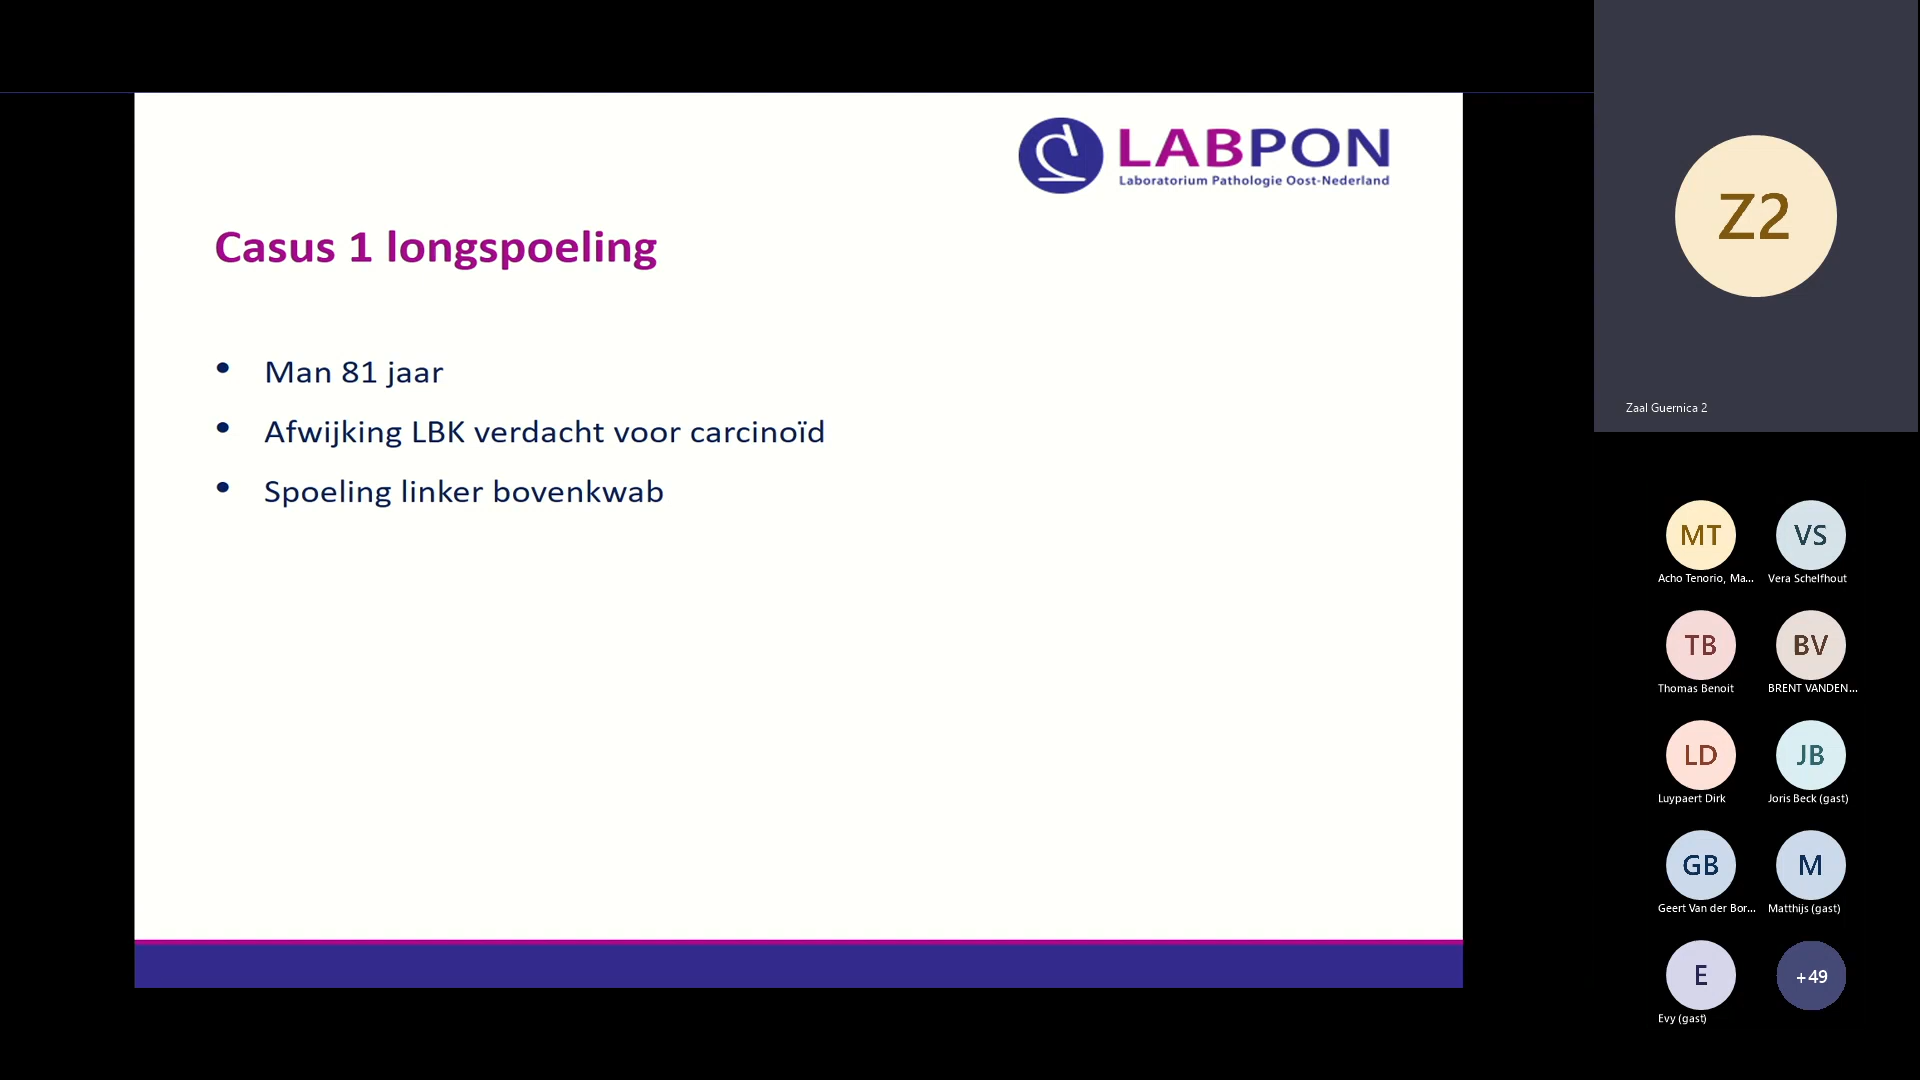 LABPON
Laboratorium Pathologie Oost-Nederland
Casus 1 longspoeling
• Man 81 jaar
• Afwijking LBK verdacht voor carcinoïd
• Spoeling linker bovenkwab
Z2
Zaal Guernica 2
MT
Acho Tenorio, Ma...
VS
Vera Schelfhout
TB
Thomas Benoit
BV
BRENT VANDEN...
LD
Luypaert Dirk
JB
Joris Beck (gast)
GB
Geert Van der Bor...
M
Matthijs (gast)
E
Evy (gast)
+49